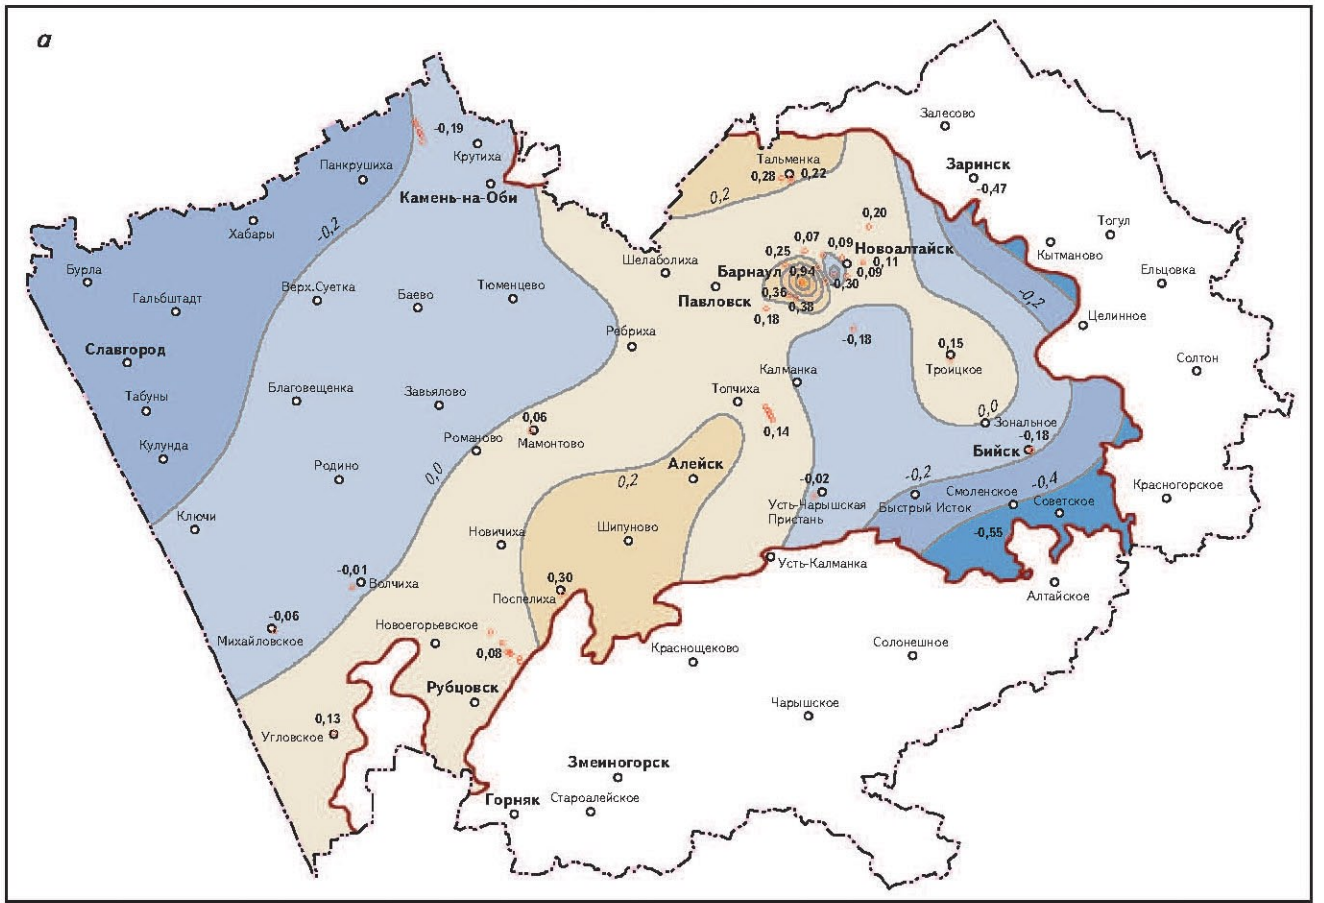 а
Залесово
-0,19
Крутиха
Тальменка
0,28
0,22
Заринск
-0,47
Панкрушиха
Камень-на-Оби
0,2
0,20
Тогул
Хабары
-0,2
0,07
0,09
Новоалтайск
Кытманово
0,25
0,11
Шелаболиха
Бурла
Барнаул
0,94
0,09
Ельцовка
Верх.Суетка
Баево
Тюменцево
-0,30
Гальбштадт
Павловск
0,36
-0,2
0,38
0,18
Целинное
Ребриха
-0,18
Славгород
0,15
Солтон
Калманка
Троицкое
Табуны
Благовещенка
Завьялово
Топчиха
0,06
0,0
Зональное
Кулунда
Романово
Мамонтово
0,14
-0,18
Бийск
Родино
0,0
Алейск
0,2
-0,02
-0,2
-0,4
Красногорское
Смоленское
Советское
Ключи
Усть-Чарышская
Пристань
Быстрый Исток
Новичиха
Шипуново
-0,55
-0,01
Волчиха
0,30
Поспелиха
Усть-Калманка
Алтайское
-0,06
Михайловское
Новоегорьевское
0,08
Краснощеково
Солонешное
Рубцовск
Чарышское
0,13
Угловское
Змеиногорск
Горняк
Староалейское